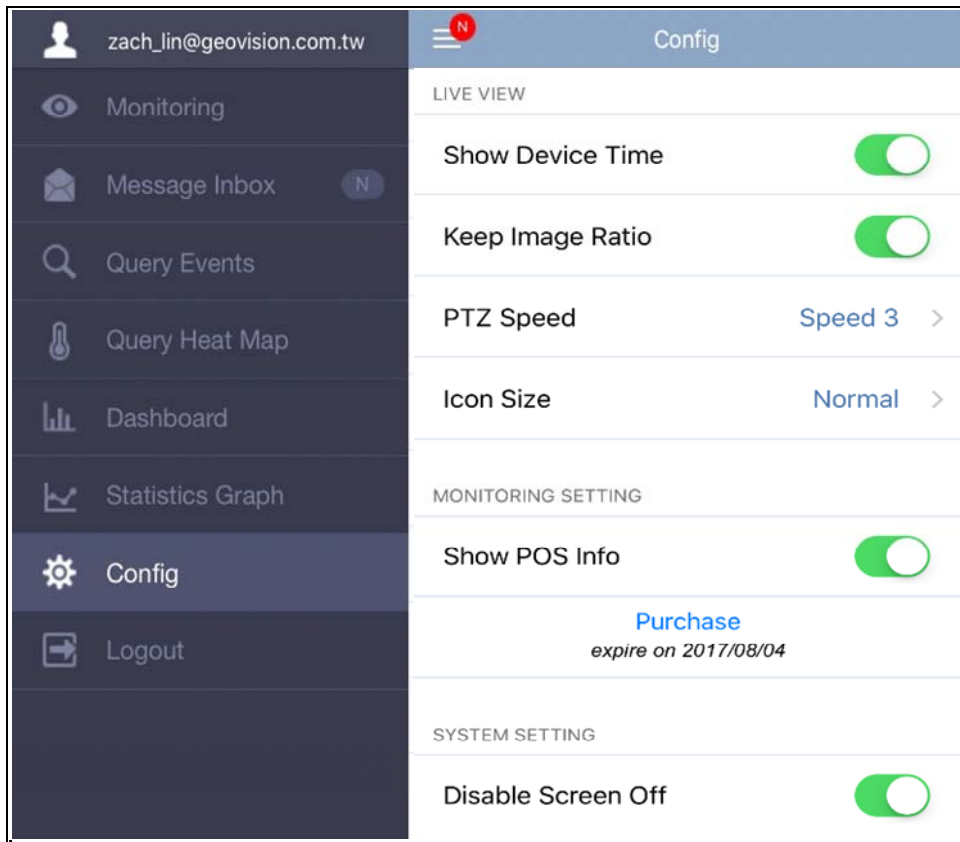 zach_lin@geovision.com.tw
Monitoring
Message Inbox N
Query Events
Query Heat Map
Dashboard
Statistics Graph
Config
Logout
N
Config
LIVE VIEW
Show Device Time
Keep Image Ratio
PTZ Speed Speed 3 >
Icon Size Normal >
MONITORING SETTING
Show POS Info
Purchase
expire on 2017/08/04
SYSTEM SETTING
Disable Screen Off